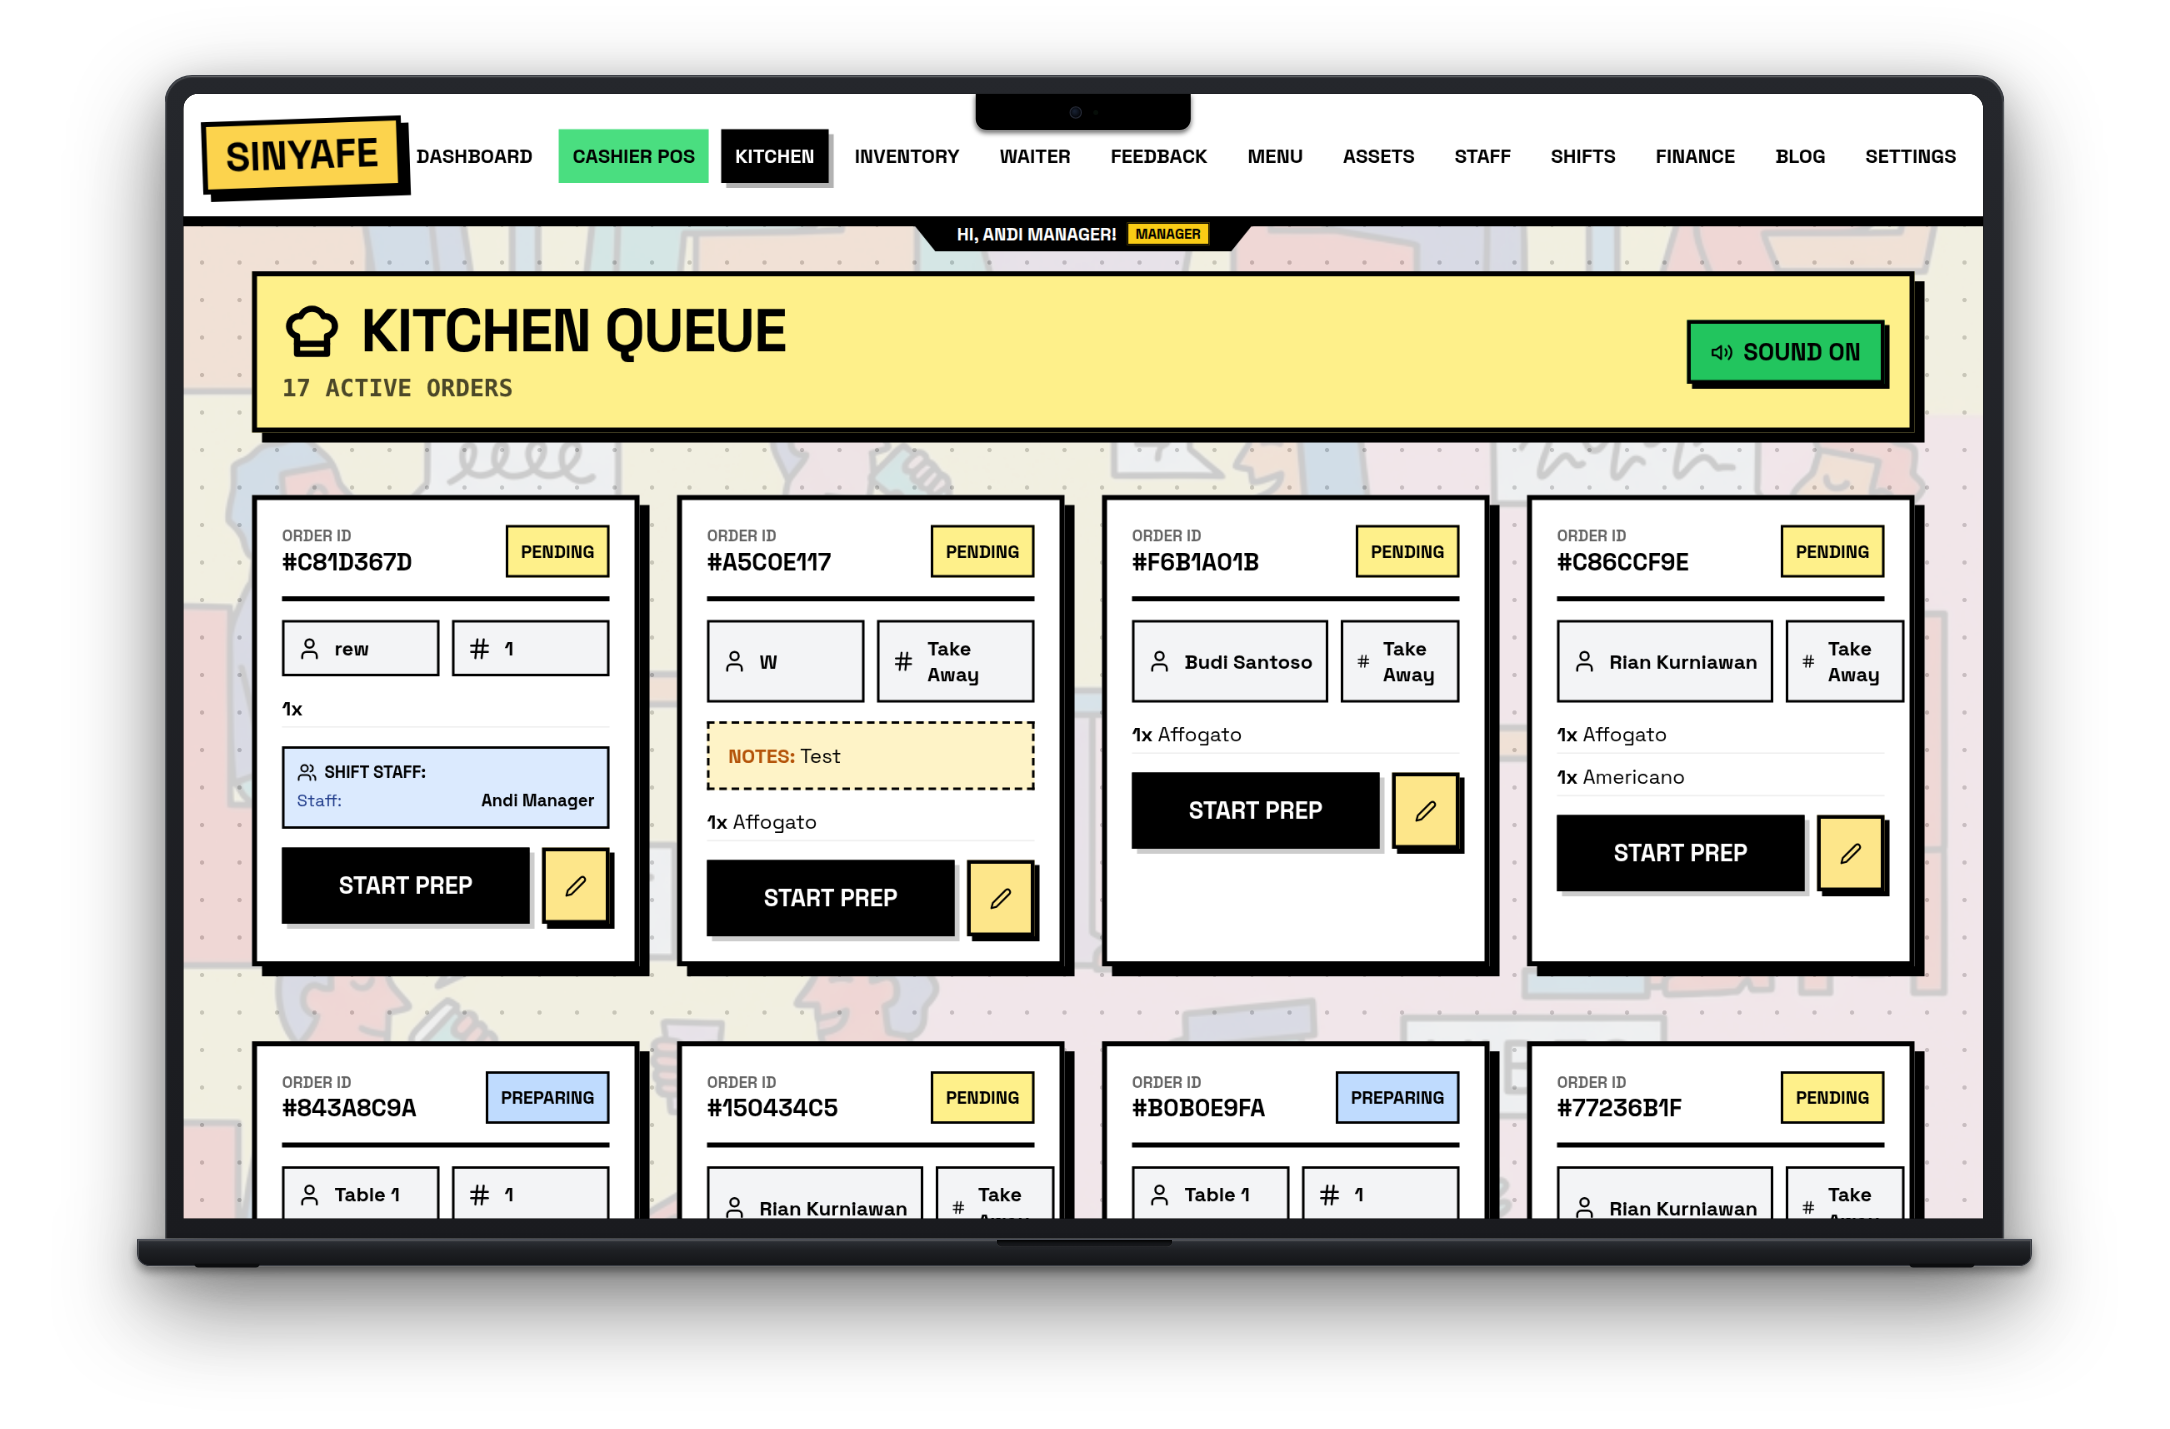 SINYAFE
DASHBOARD CASHIER POS KITCHEN INVENTORY WAITER FEEDBACK MENU ASSETS STAFF SHIFTS FINANCE BLOG SETTINGS
HI, ANDI MANAGER! MANAGER
KITCHEN QUEUE
17 ACTIVE ORDERS
SOUND ON
ORDER ID
#C81D367D
PENDING
rew
# 1
1x
SHIFT STAFF:
Staff: Andi Manager
START PREP
ORDER ID
#A5C0E117
PENDING
W
# Take
Away
NOTES: Test
1x Affogato
START PREP
ORDER ID
#F6B1A01B
PENDING
Budi Santoso
# Take
Away
1x Affogato
START PREP
ORDER ID
#C86CCF9E
PENDING
Rian Kurniawan
# Take
Away
1x Affogato
1x Americano
START PREP
ORDER ID
#843A8C9A
PREPARING
Table 1
# 1
ORDER ID
#150434C5
PENDING
Rian Kurniawan
# Take
ORDER ID
#B0B0E9FA
PREPARING
Table 1
# 1
ORDER ID
#77236B1F
PENDING
Rian Kurniawan
# Take